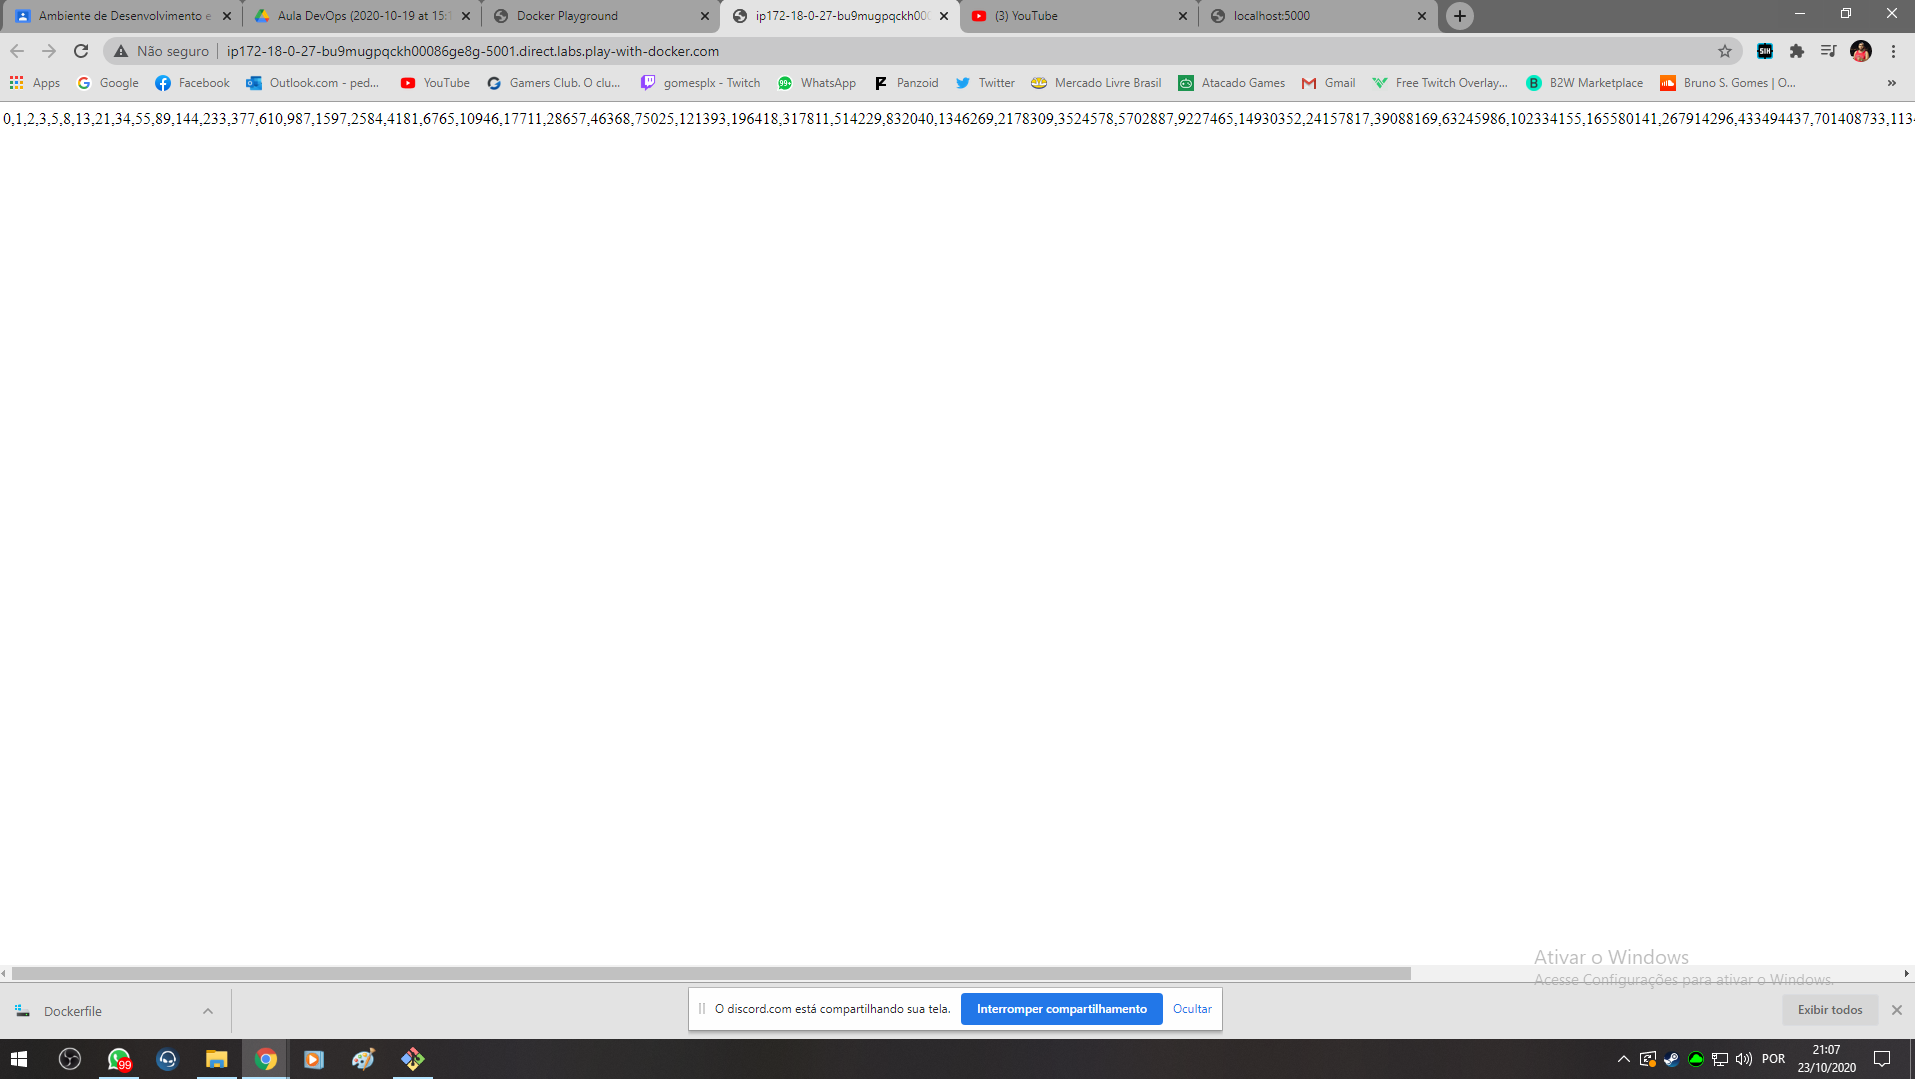 Ambiente de Desenvolvimento e
Aula DevOps (2020-10-19 at 15:1
Docker Playground
ip172-18-0-27-bu9mugpqckh000
(3) YouTube
localhost:5000
Não seguro
ip172-18-0-27-bu9mugpqckh00086ge8g-5001.direct.labs.play-with-docker.com
SIH
Apps
Google
Facebook
Outlook.com - ped...
YouTube
Gamers Club. O clu...
gomesplx - Twitch
99+
WhatsApp
Panzoid
Twitter
Mercado Livre Brasil
Atacado Games
Gmail
Free Twitch Overlay...
B
B2W Marketplace
Bruno S. Gomes | O...
»
0,1,2,3,5,8,13,21,34,55,89,144,233,377,610,987,1597,2584,4181,6765,10946,17711,28657,46368,75025,121393,196418,317811,514229,832040,1346269,2178309,3524578,5702887,9227465,14930352,24157817,39088169,63245986,102334155,165580141,267914296,433494437,701408733,1134
Ativar o Windows
Acesse Configurações para ativar o Windows.
Dockerfile
O discord.com está compartilhando sua tela.
Interromper compartilhamento
Ocultar
Exibir todos
99
POR
21:07
23/10/2020